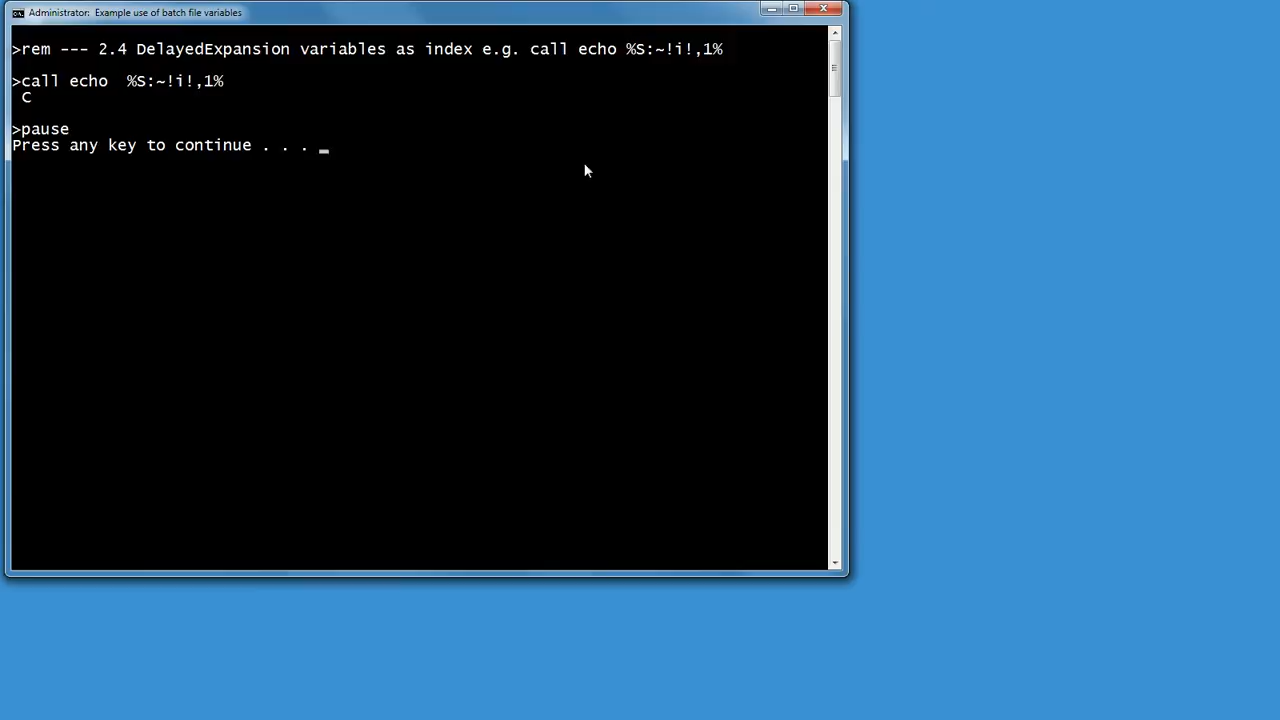 Administrator: Example use of batch file variables
>rem --- 2.4 DelayedExpansion variables as index e.g. call echo %S:~!i!,1%
>call echo  %S:~!i!,1%
C
>pause
Press any key to continue . . . _